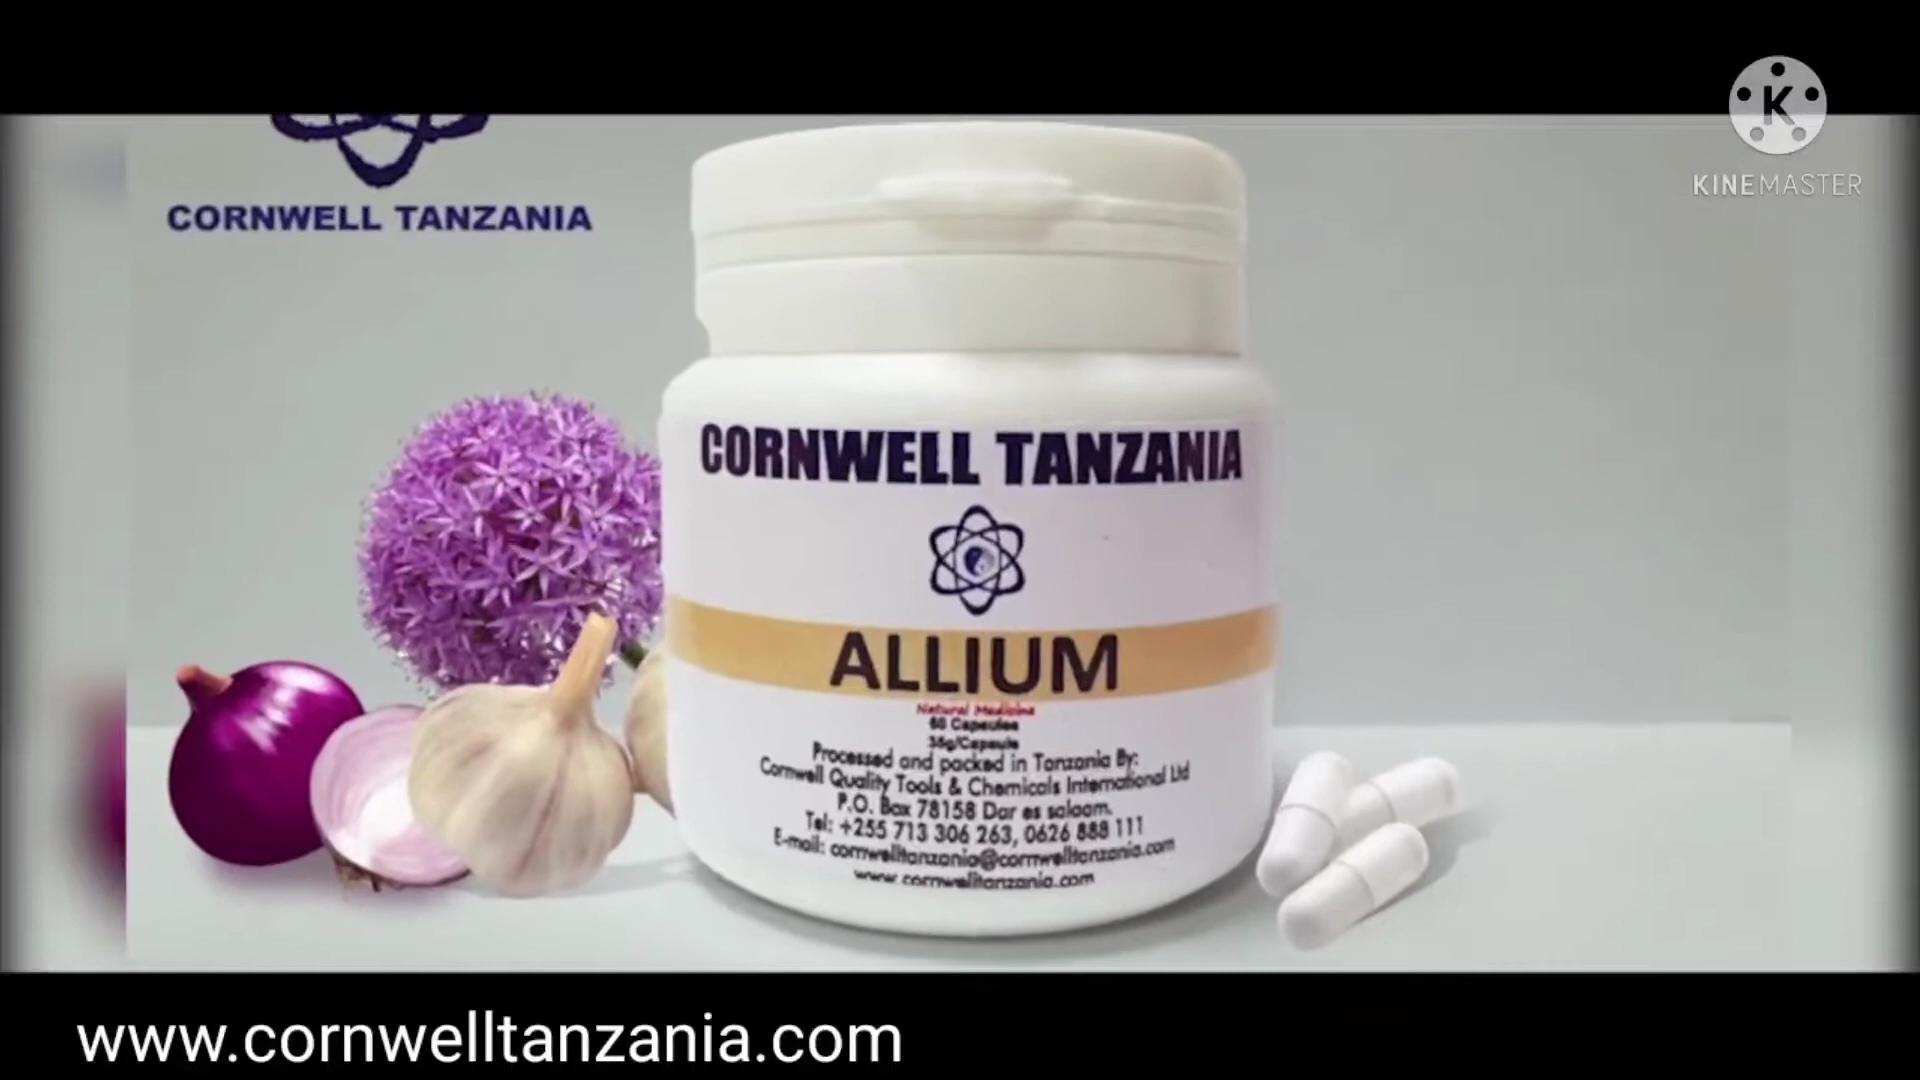 K
KINEMASTER
CORNWELL TANZANIA
CORNWELL TANZANIA
ALLIUM
Natural Medicine
60 Capsules
35g/Capsule
Processed and packed in Tanzania By:
Cornwell Quality Tools & Chemicals International Ltd
P.O. Box 78158 Dar es salaam.
Tel: +255 713 306 263, 0626 888 111
E-mail: cornwelltanzania@cornwelltanzania.com
www.cornwelltanzania.com
www.cornwelltanzania.com